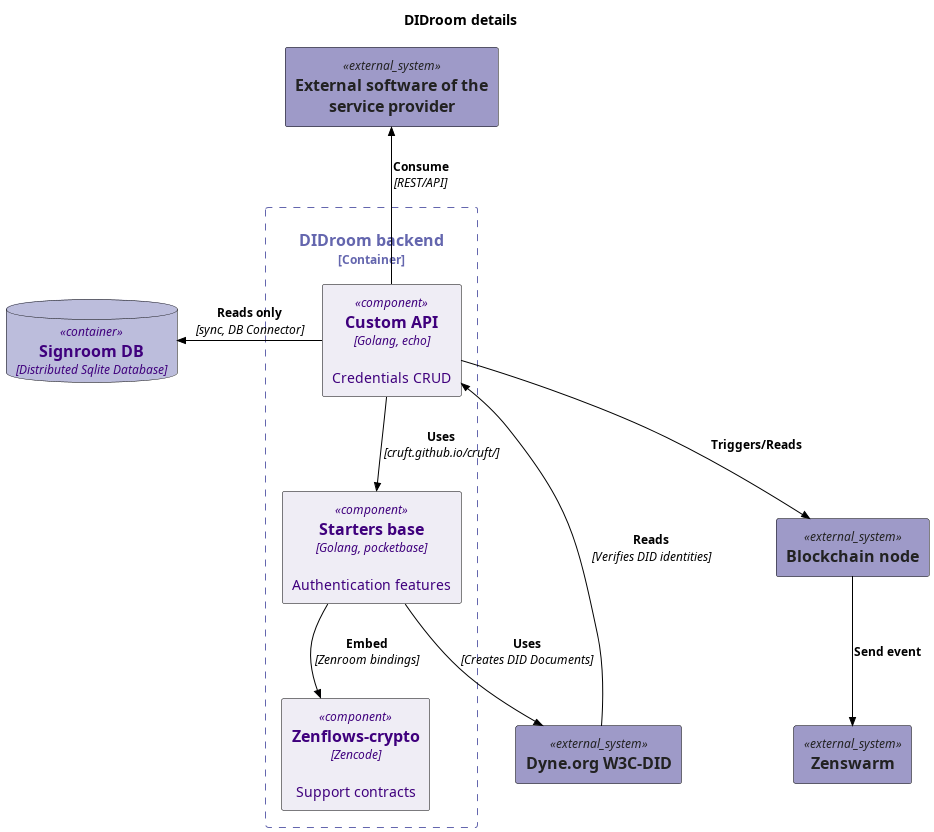 DIDroom details
«external_system»
External software of the
service provider
Consume
[REST/API]
DIDroom backend
[Container]
«component»
Custom API
[Golang, echo]
Credentials CRUD
Reads only
[sync, DB Connector]
«container»
Signroom DB
[Distributed Sqlite Database]
Uses
[cruft.github.io/cruft/]
Triggers/Reads
«component»
Starters base
[Golang, pocketbase]
Authentication features
Reads
[Verifies DID identities]
«external_system»
Blockchain node
Embed
[Zenroom bindings]
Uses
[Creates DID Documents]
Send event
«component»
Zenflows-crypto
[Zencode]
Support contracts
«external_system»
Dyne.org W3C-DID
«external_system»
Zenswarm